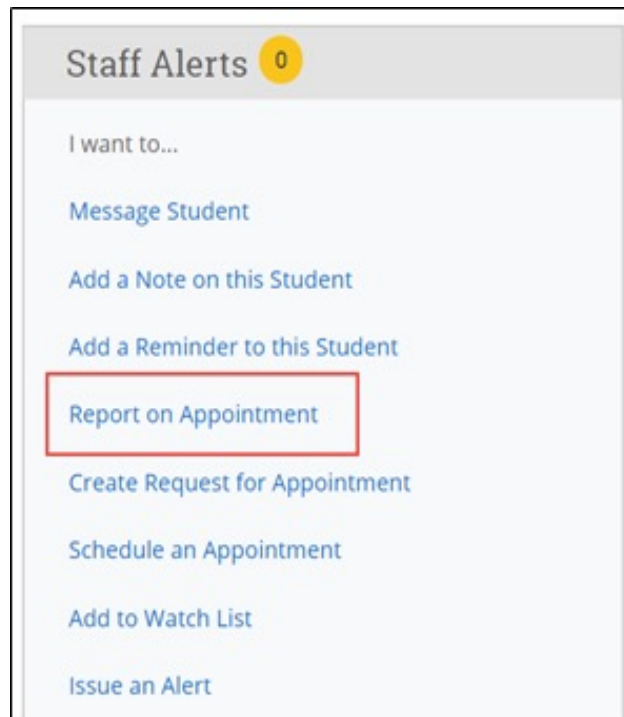 Staff Alerts 0
I want to...
Message Student
Add a Note on this Student
Add a Reminder to this Student
Report on Appointment
Create Request for Appointment
Schedule an Appointment
Add to Watch List
Issue an Alert